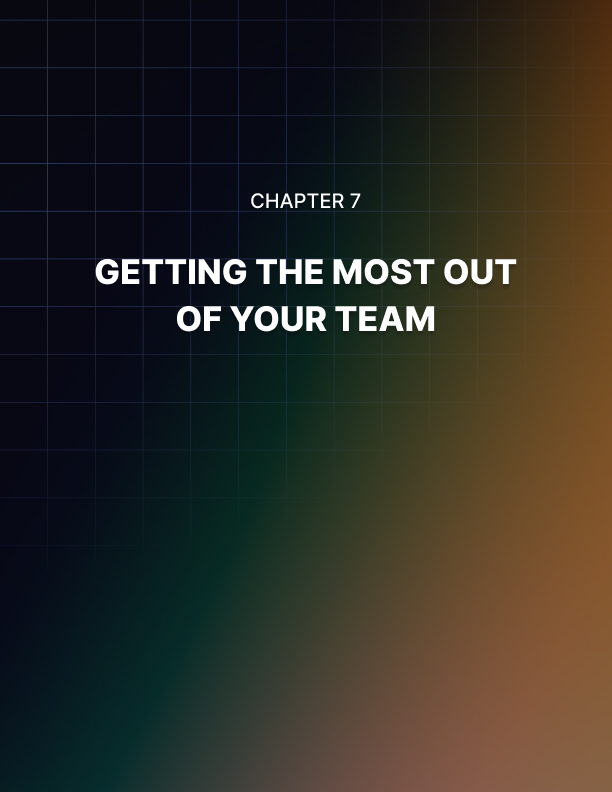 CHAPTER 7
GETTING THE MOST OUT
OF YOUR TEAM